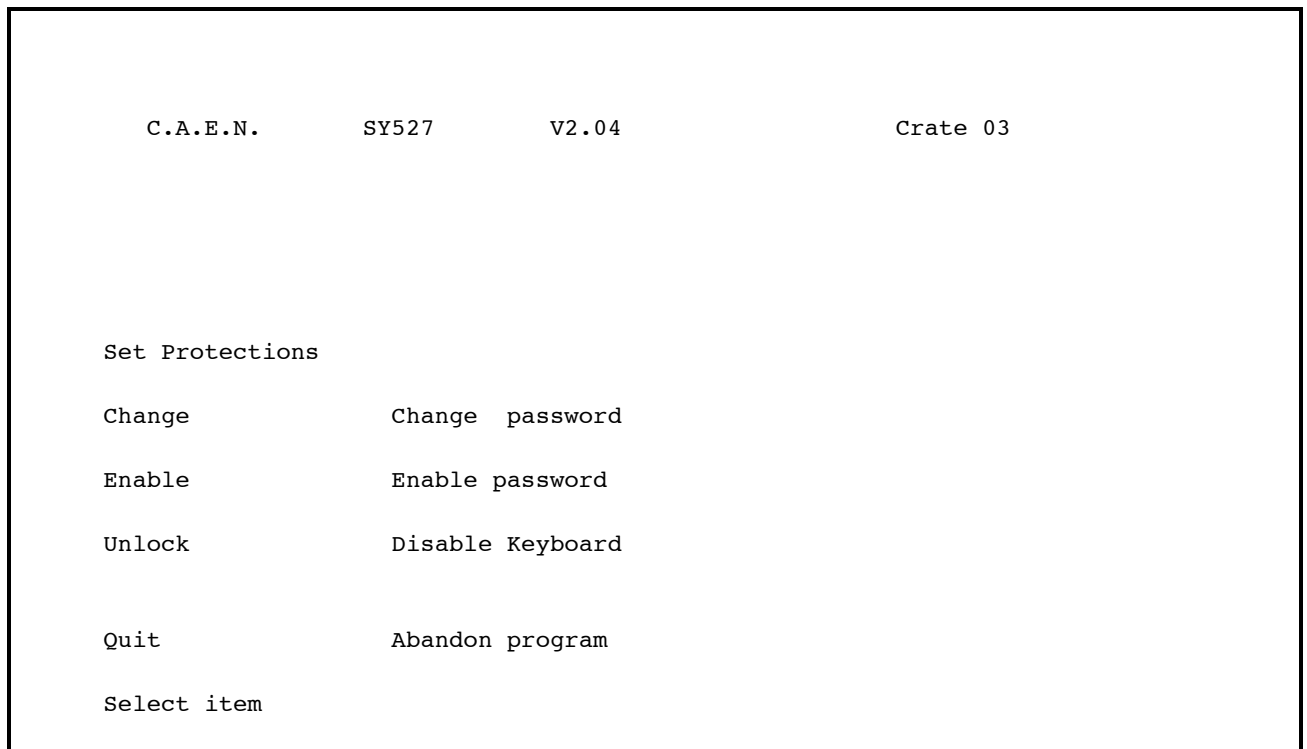 C.A.E.N. SY527 V2.04 Crate 03
Set Protections
Change Change password
Enable Enable password
Unlock Disable Keyboard
Quit Abandon program
Select item